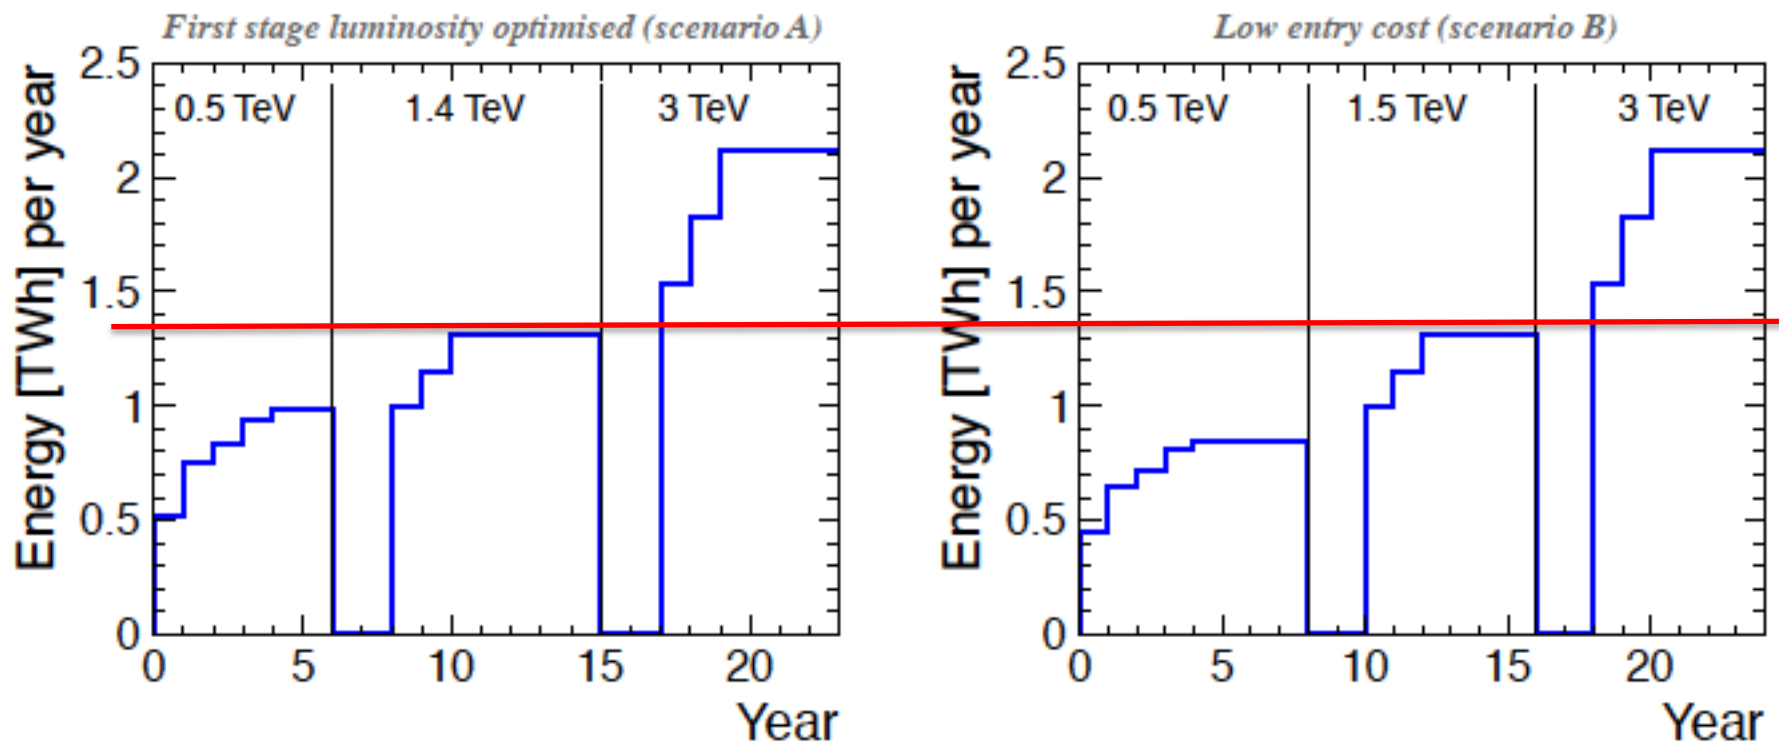 First stage luminosity optimised (scenario A)
Energy [TWh] per year
2.5
2
1.5
1
0.5
0
0.5 TeV
1.4 TeV
3 TeV
0 5 10 15 20
Year
Low entry cost (scenario B)
Energy [TWh] per year
2.5
2
1.5
1
0.5
0
0.5 TeV
1.5 TeV
3 TeV
0 5 10 15 20
Year